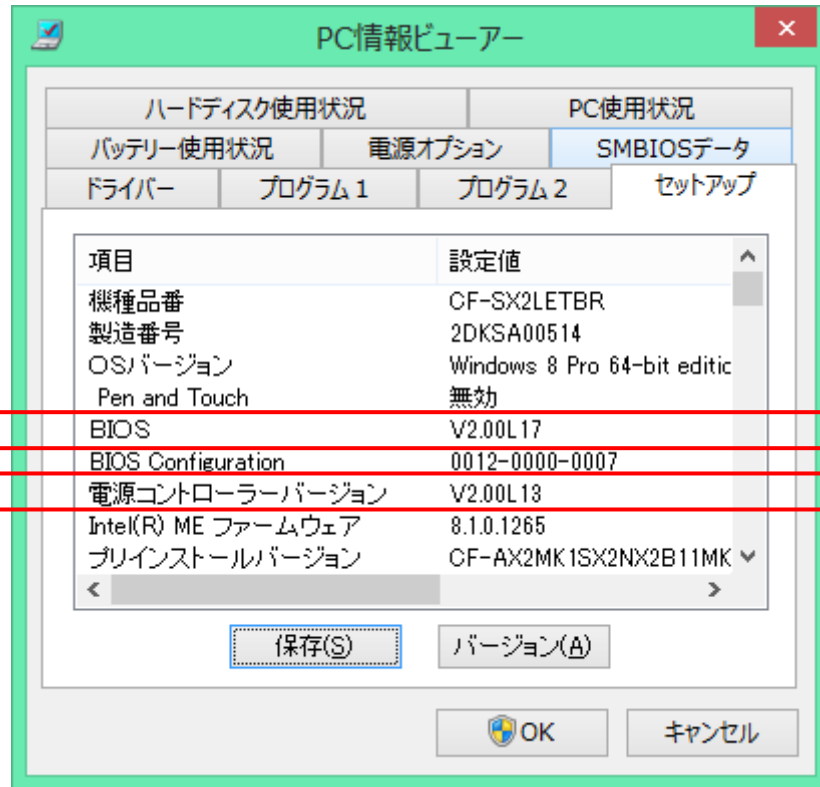 PC情報ビューアー
ハードディスク使用状況 PC使用状況
バッテリー使用状況 電源オプション SMBIOSデータ
ドライバー プログラム 1 プログラム 2 セットアップ
項目 設定値
機種品番 CF-SX2LETBR
製造番号 2DKSA00514
OSバージョン Windows 8 Pro 64-bit editic
Pen and Touch 無効
BIOS V2.00L17
BIOS Configuration 0012-0000-0007
電源コントローラーバージョン V2.00L13
Intel(R) ME ファームウェア 8.1.0.1265
プリインストールバージョン CF-AX2MK1SX2NX2B11MK
保存(S) バージョン(A)
OK キャンセル